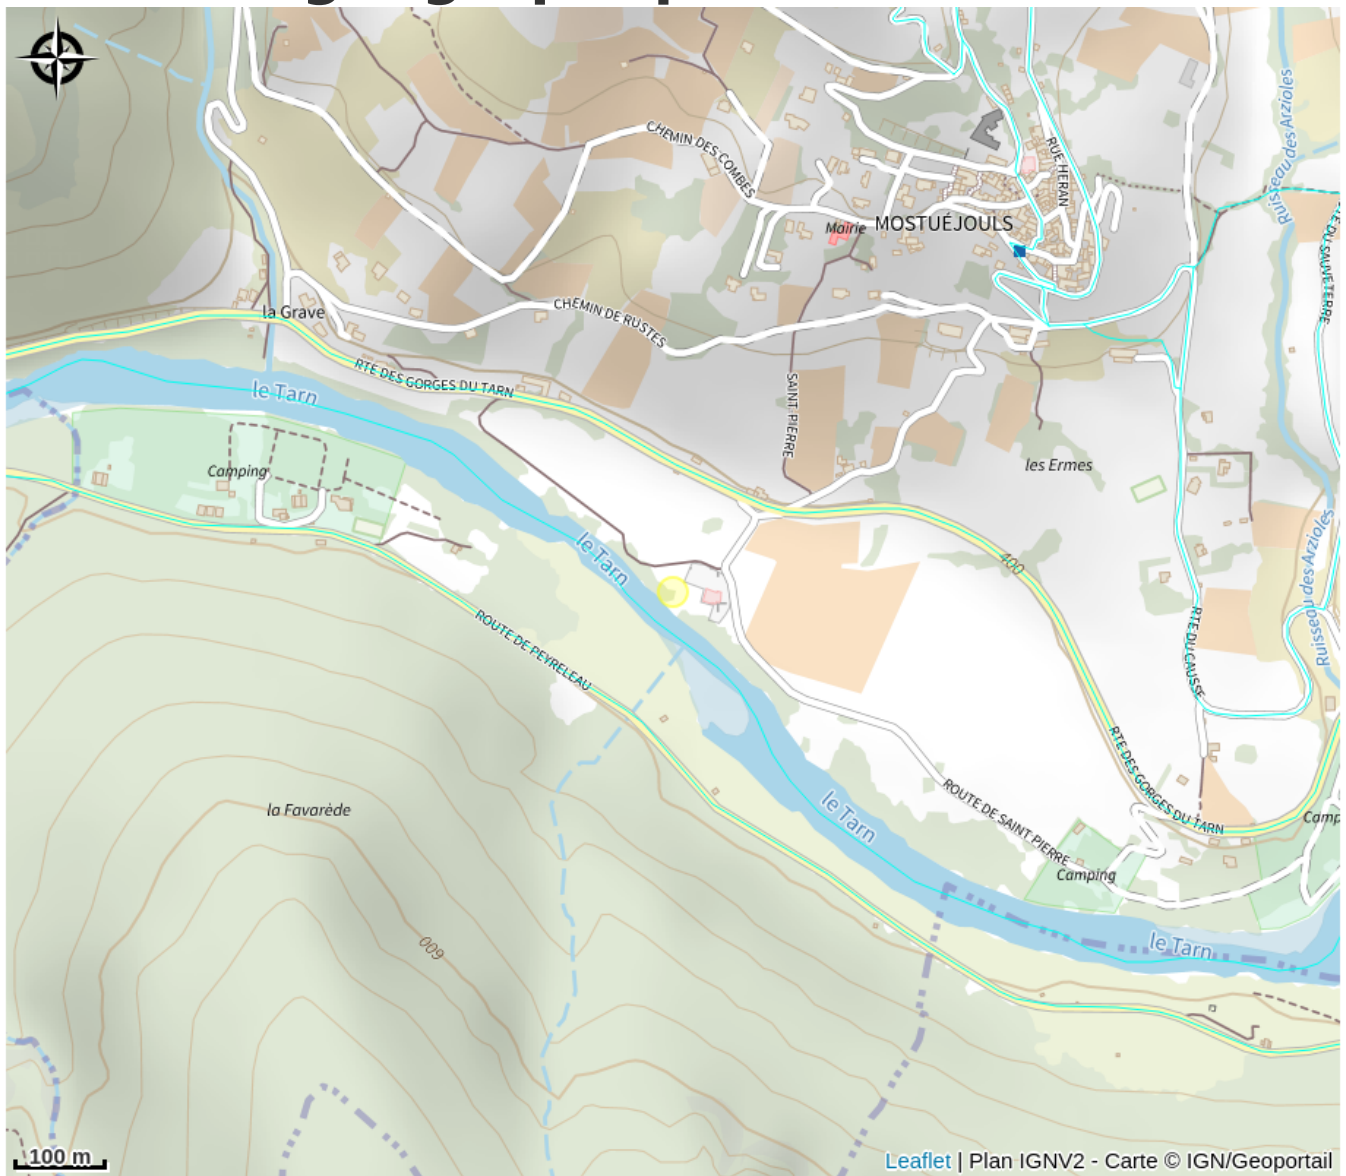 Ruisseau des Arzioles
CHEMIN DES COMBES
RUE HERAN
Mairie
MOSTUÉJOULS
RTE DU SAUVETERRE
la Grave
CHEMIN DE RUSTES
RTE DES GORGES DU TARN
le Tarn
SAINT PIERRE
Camping
les Ermes
le Tarn
400
Ruisseau des Arzioles
ROUTE DE PEYRELEAU
RTE DU CAUSSE
la Favarède
le Tarn
ROUTE DE SAINT PIERRE
RTE DES GORGES DU TARN
Camp
Camping
600
le Tarn
100 m
Leaflet | Plan IGNV2 - Carte © IGN/Geoportail